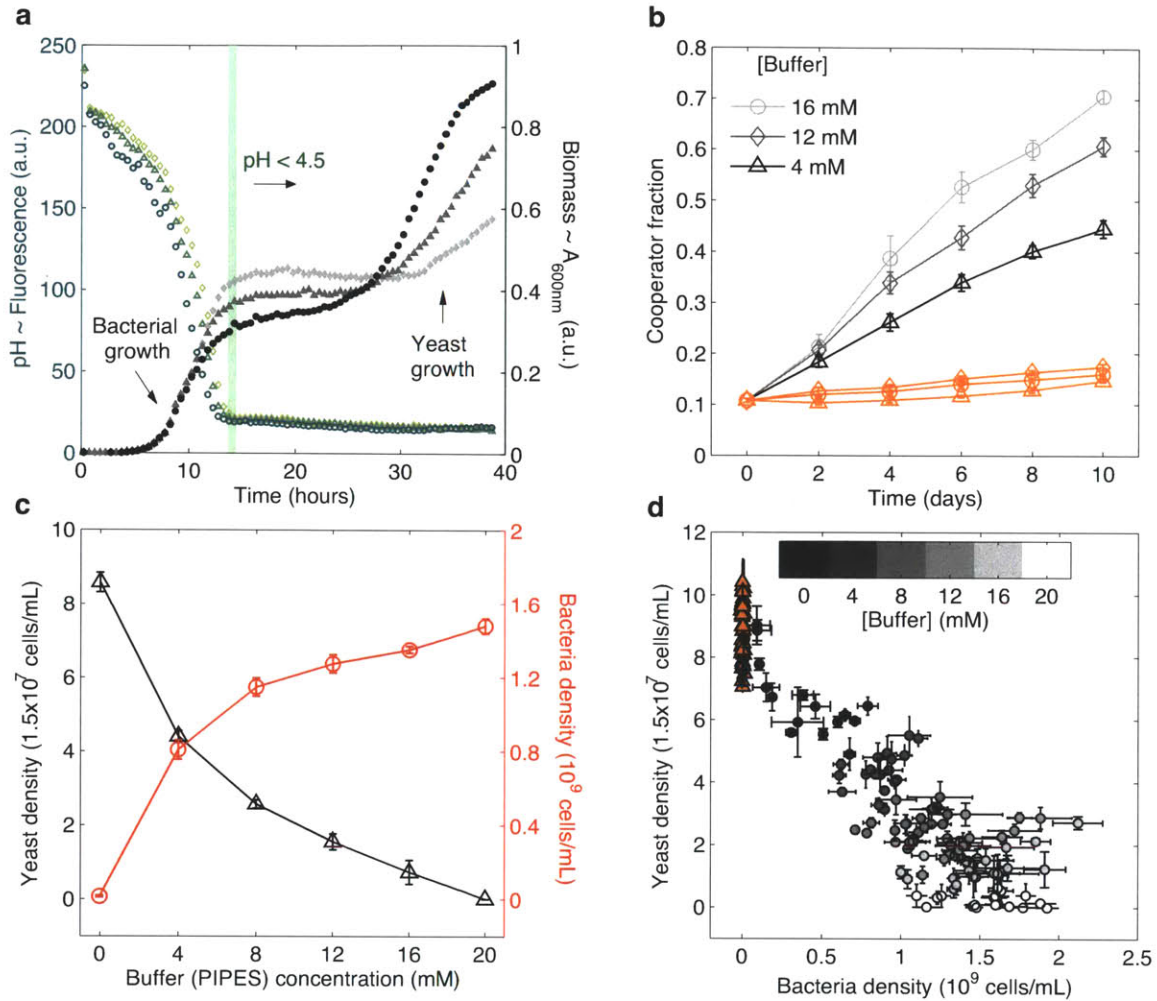 a
250
200
150
100
50
0
pH ~ Fluorescence (a.u.)
pH < 4.5
Bacterial
growth
Yeast
growth
1
0.8
0.6
0.4
0.2
0
Biomass ~ A600nm (a.u.)
0 10 20 30 40
Time (hours)
b
0.8
0.7
0.6
0.5
0.4
0.3
0.2
0.1
0
Cooperator fraction
[Buffer]
16 mM
12 mM
4 mM
0 2 4 6 8 10
Time (days)
c
10
8
6
4
2
0
Yeast density (1.5x10^7 cells/mL)
2
1.6
1.2
0.8
0.4
0
Bacteria density (10^9 cells/mL)
0 4 8 12 16 20
Buffer (PIPES) concentration (mM)
d
12
10
8
6
4
2
0
Yeast density (1.5x10^7 cells/mL)
0 4 8 12 16 20
[Buffer] (mM)
0 0.5 1 1.5 2 2.5
Bacteria density (10^9 cells/mL)